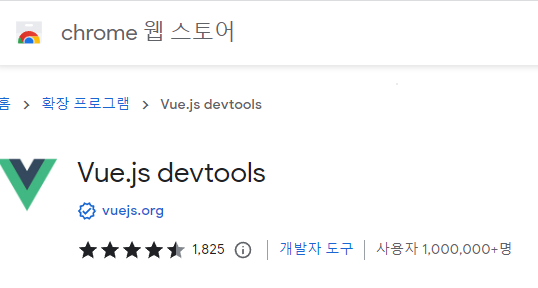 chrome 웹 스토어
홈 > 확장 프로그램 > Vue.js devtools
Vue.js devtools
vuejs.org
1,825 개발자 도구 사용자 1,000,000+명